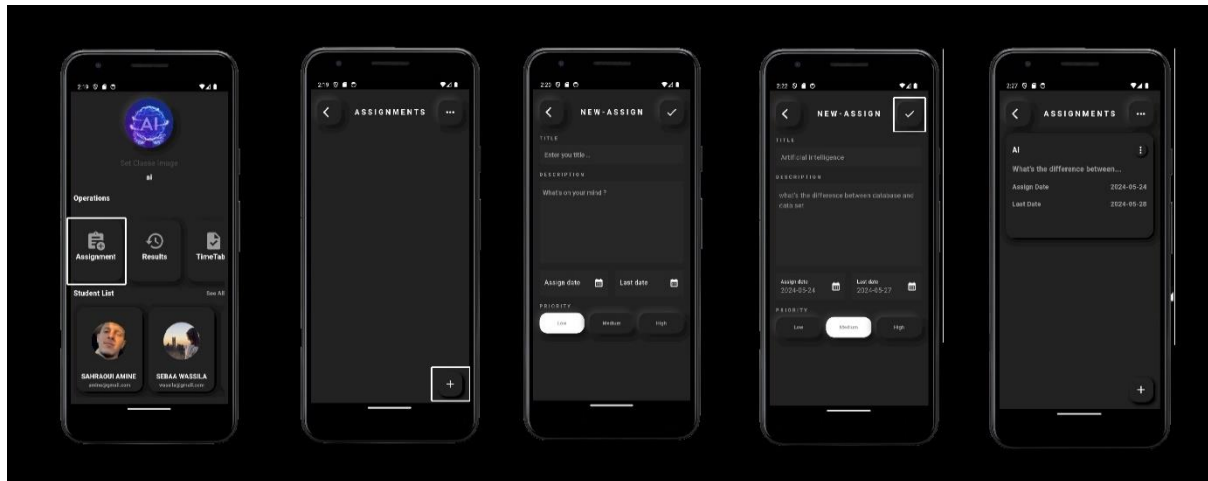 2:19
AI
Set Classe Image
ai
Operations
Assignment
Results
TimeTab
Student List
See All
SAHRAOUI AMINE
amine@gmail.com
SEBAA WASSILA
wassila@gmail.com
2:19
ASSIGNMENTS
NEW-ASSIGN
TITLE
Enter you title ...
DESCRIPTION
What's on your mind ?
Assign date
Last date
PRIORITY
Low
Medium
High
NEW-ASSIGN
TITLE
Artificial intelligence
DESCRIPTION
what's the difference between database and
data set
Assign date
2024-05-24
Last date
2024-05-27
PRIORITY
Low
Medium
High
2:27
ASSIGNMENTS
AI
What's the difference between...
Assign Date
2024-05-24
Last Date
2024-05-28